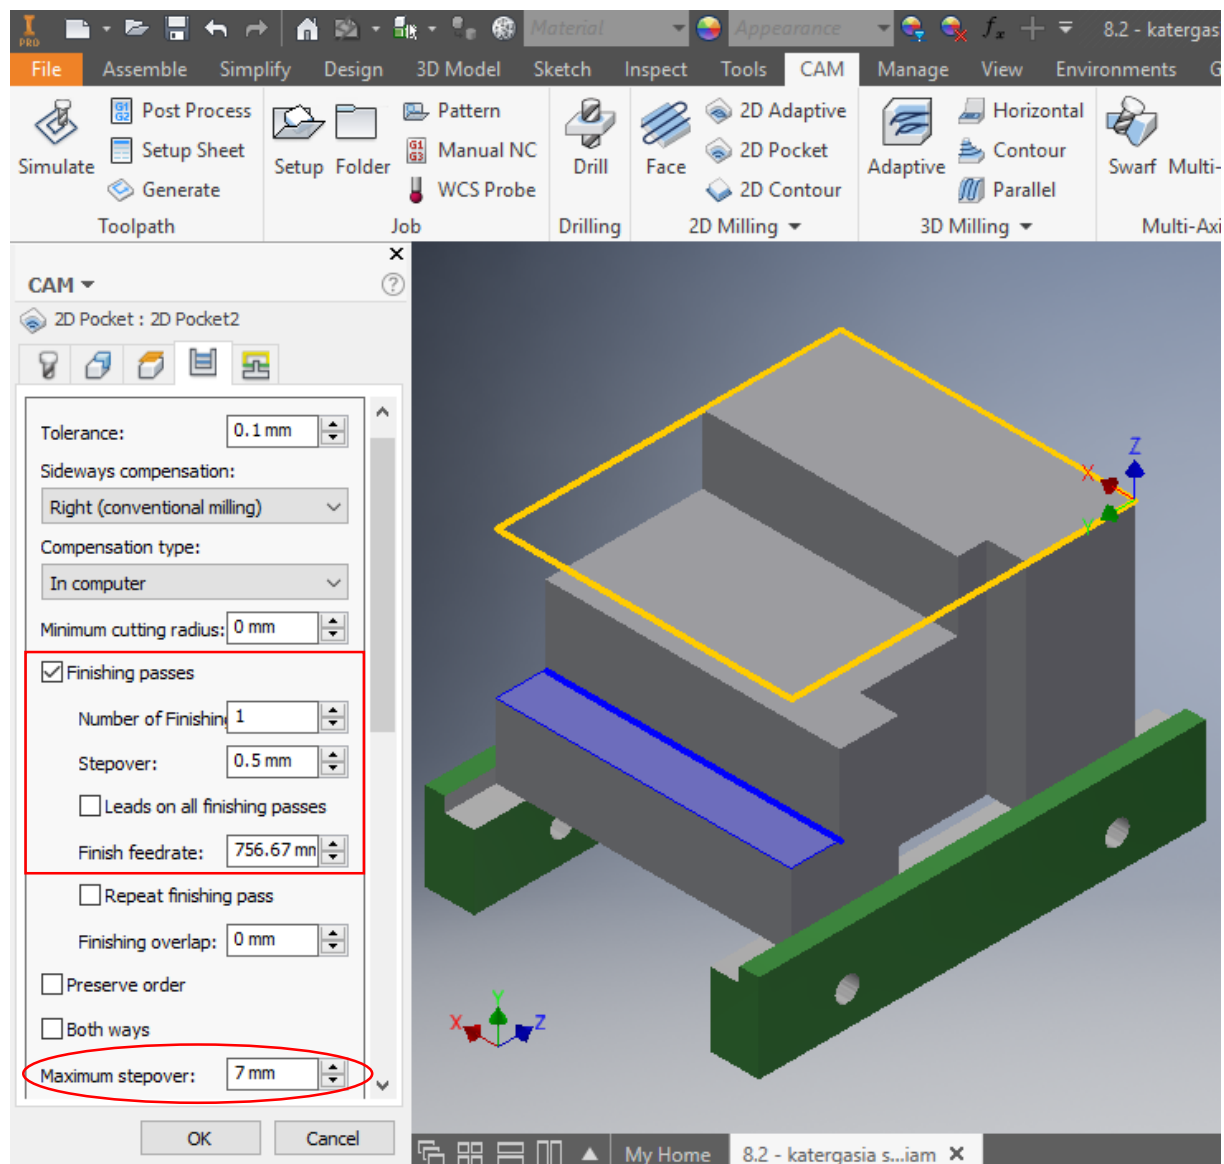 PRO Material Appearance fx 8.2 - katergas
File Assemble Simplify Design 3D Model Sketch Inspect Tools CAM Manage View Environments G
G1 G2 Post Process Pattern 2D Adaptive Horizontal
Setup Sheet G1 G3 Manual NC 2D Pocket Contour
Simulate Generate Setup Folder WCS Probe Drill Face 2D Contour Adaptive Parallel Swarf Multi-
Toolpath Job Drilling 2D Milling 3D Milling Multi-Axi
CAM
2D Pocket : 2D Pocket2
Tolerance: 0.1 mm
Sideways compensation:
Right (conventional milling)
Compensation type:
In computer
Minimum cutting radius: 0 mm
Finishing passes
Number of Finishin 1
Stepover: 0.5 mm
Leads on all finishing passes
Finish feedrate: 756.67 mn
Repeat finishing pass
Finishing overlap: 0 mm
Preserve order
Both ways
Maximum stepover: 7 mm
OK Cancel
Z
X
Y
Y
X Z
My Home 8.2 - katergasia s...iam